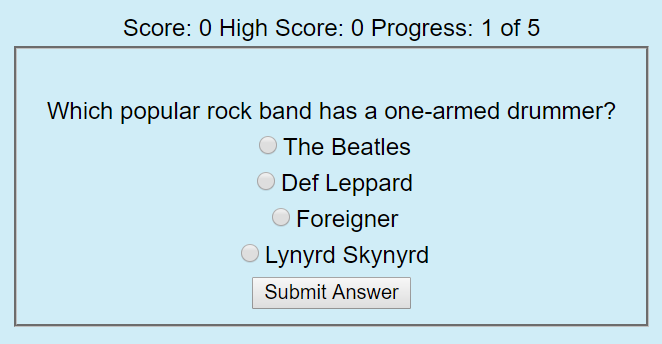 Score: 0 High Score: 0 Progress: 1 of 5
Which popular rock band has a one-armed drummer?
The Beatles
Def Leppard
Foreigner
Lynyrd Skynyrd
Submit Answer